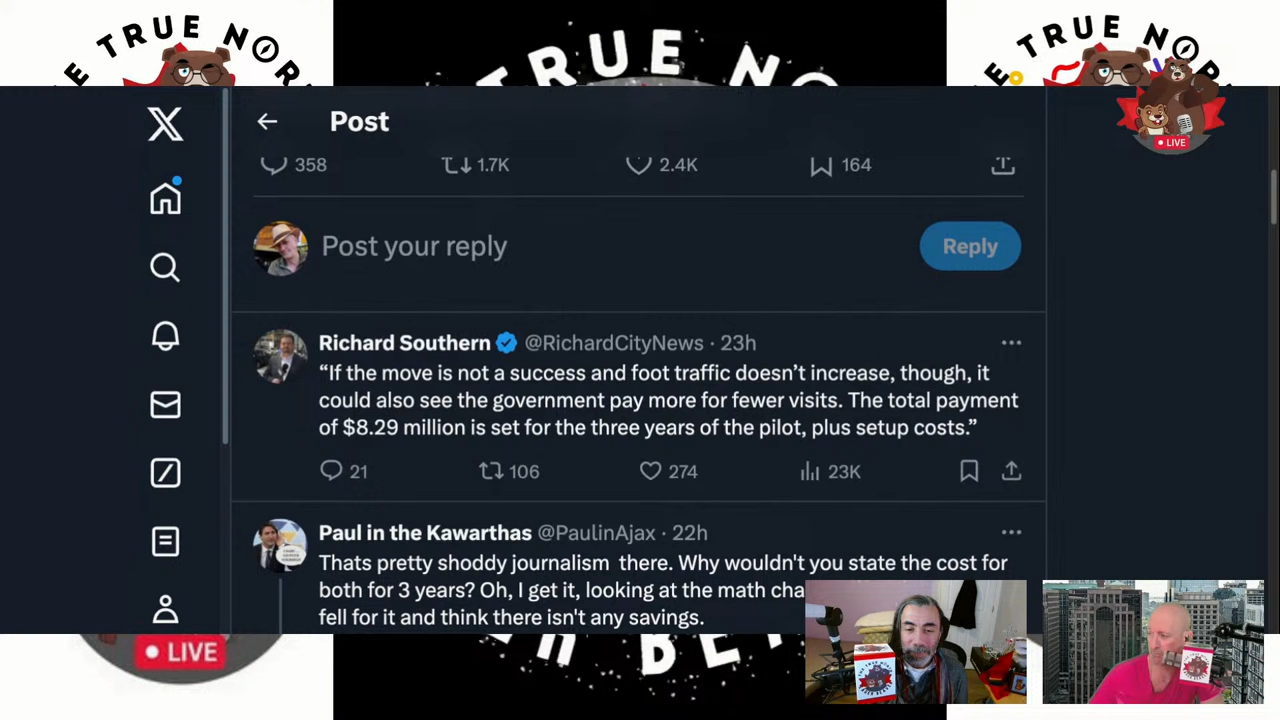 THE TRUE NOR
TRUE NO
E TRUE NOR
LIVE
Post
358
1.7K
2.4K
164
Post your reply
Reply
Richard Southern @RichardCityNews · 23h
“If the move is not a success and foot traffic doesn’t increase, though, it
could also see the government pay more for fewer visits. The total payment
of $8.29 million is set for the three years of the pilot, plus setup costs.”
21
106
274
23K
Paul in the Kawarthas @PaulinAjax · 22h
Thats pretty shoddy journalism there. Why wouldn't you state the cost for
both for 3 years? Oh, I get it, looking at the math cha
fell for it and think there isn't any savings.
LIVE